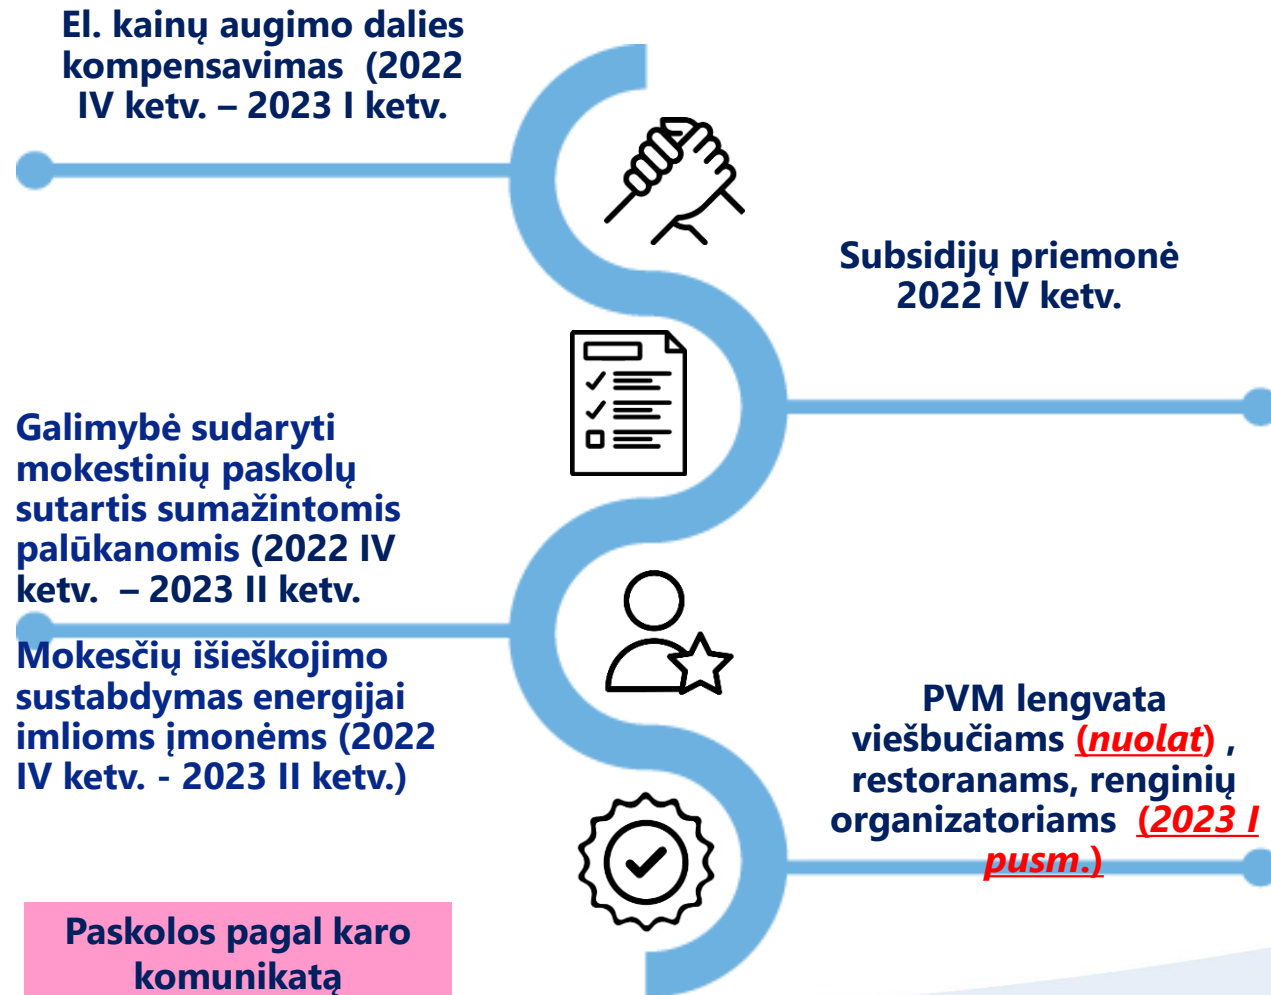 El. kainų augimo dalies
kompensavimas (2022
IV ketv. – 2023 I ketv.
Subsidijų priemonė
2022 IV ketv.
Galimybė sudaryti
mokestinių paskolų
sutartis sumažintomis
palūkanomis (2022 IV
ketv. – 2023 II ketv.
Mokesčių išieškojimo
sustabdymas energijai
imlioms įmonėms (2022
IV ketv. - 2023 II ketv.)
PVM lengvata
viešbučiams (nuolat) ,
restoranams, renginių
organizatoriams (2023 I
pusm.)
Paskolos pagal karo
komunikatą